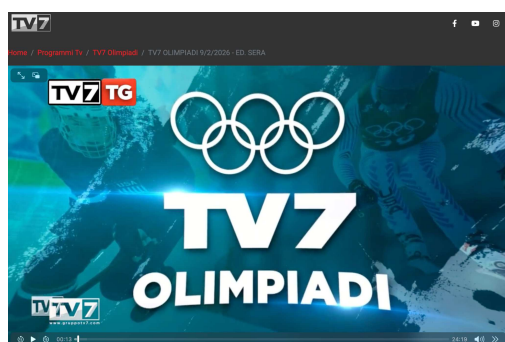 TV7
Home / Programmi Tv / TV7 Olimpiadi / TV7 OLIMPIADI 9/2/2026 - ED. SERA
TV7 TG
TV7
OLIMPIADI
TV7
www.gruppotv7.com
00:13
24:19